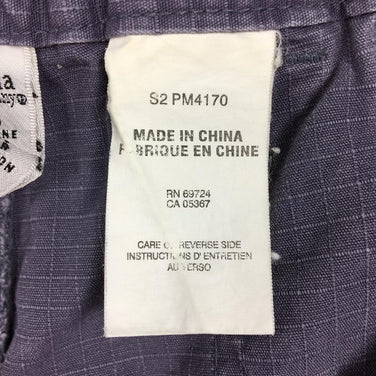 S2 PM4170
MADE IN CHINA
FABRIQUE EN CHINE
RN 69724
CA 05367
CARE ON REVERSE SIDE
INSTRUCTIONS D'ENTRETIEN
AU VERSO